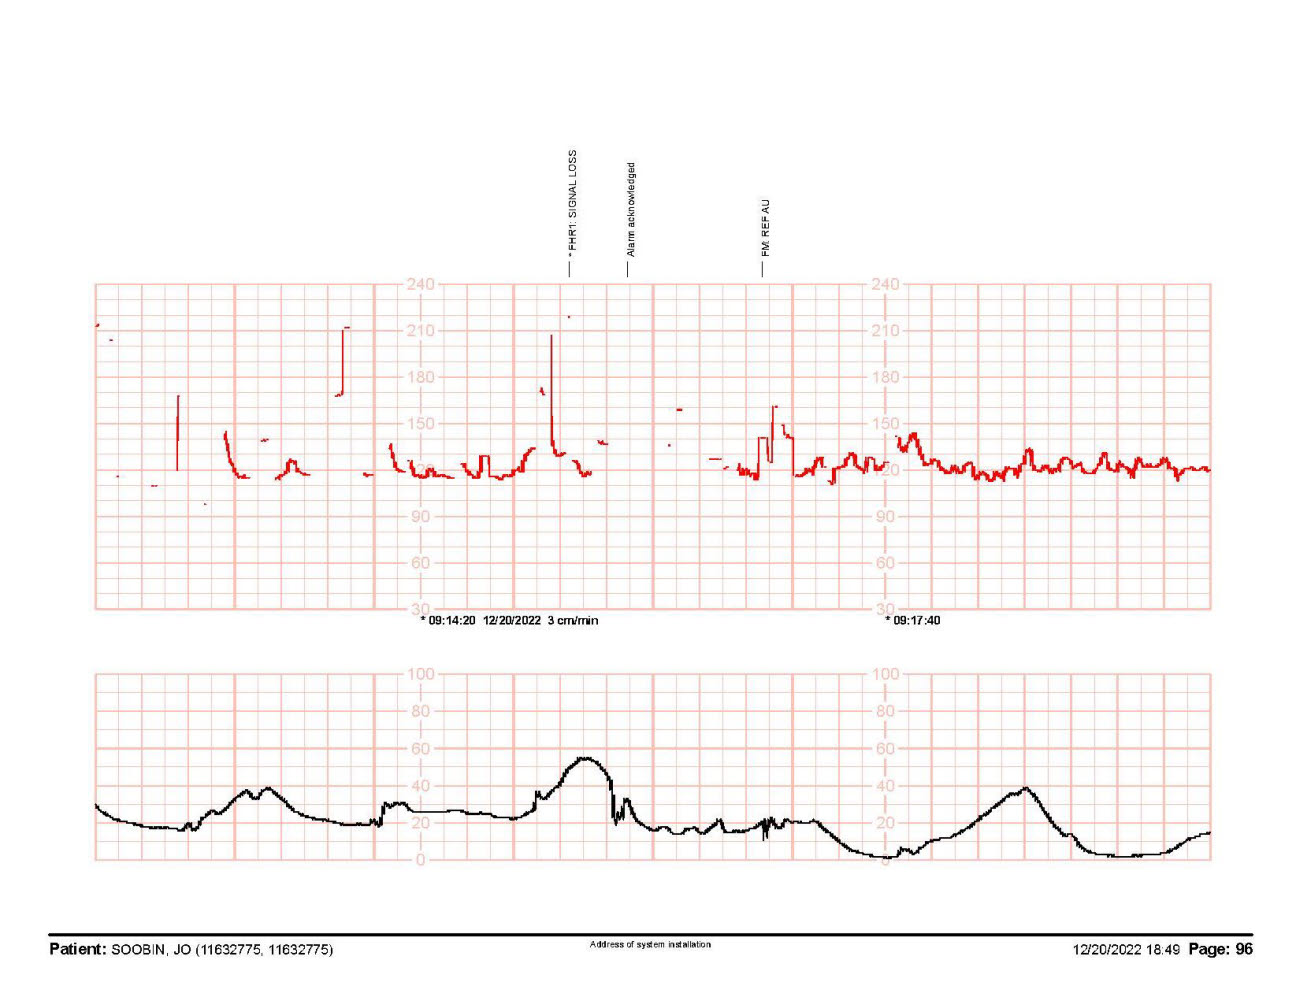 * FHR1: SIGNAL LOSS
Alarm acknowledged
FM: REF AU
240 240
210 210
180 180
150 150
120
90 90
60 60
30 30
* 09:14:20 12/20/2022 3 cm/min * 09:17:40
100 100
80 80
60 60
40 40
20 20
0 0
Patient: SOOBIN, JO (11632775, 11632775) Address of system installation 12/20/2022 18:49 Page: 96